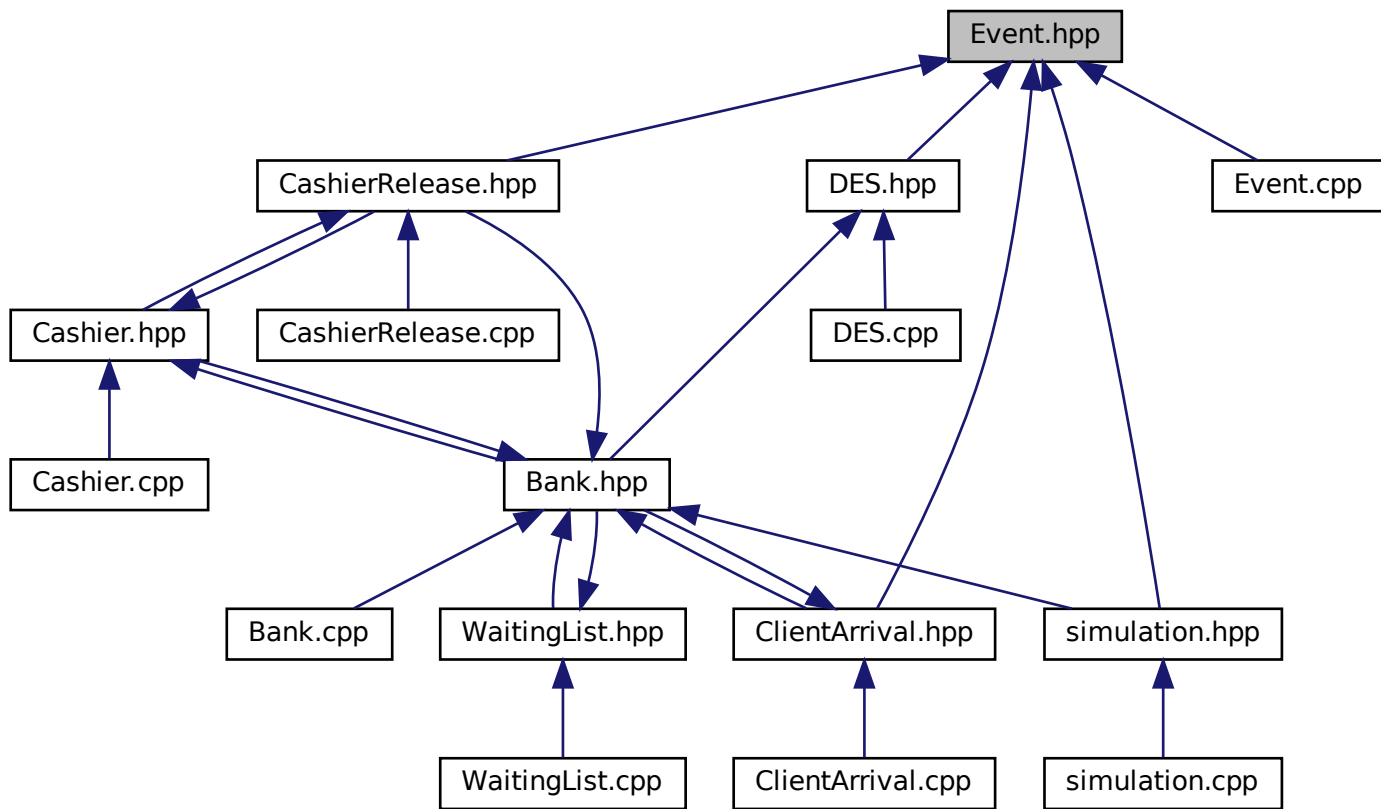 Event.hpp
CashierRelease.hpp
DES.hpp
Event.cpp
Cashier.hpp
CashierRelease.cpp
DES.cpp
Cashier.cpp
Bank.hpp
Bank.cpp
WaitingList.hpp
ClientArrival.hpp
simulation.hpp
WaitingList.cpp
ClientArrival.cpp
simulation.cpp